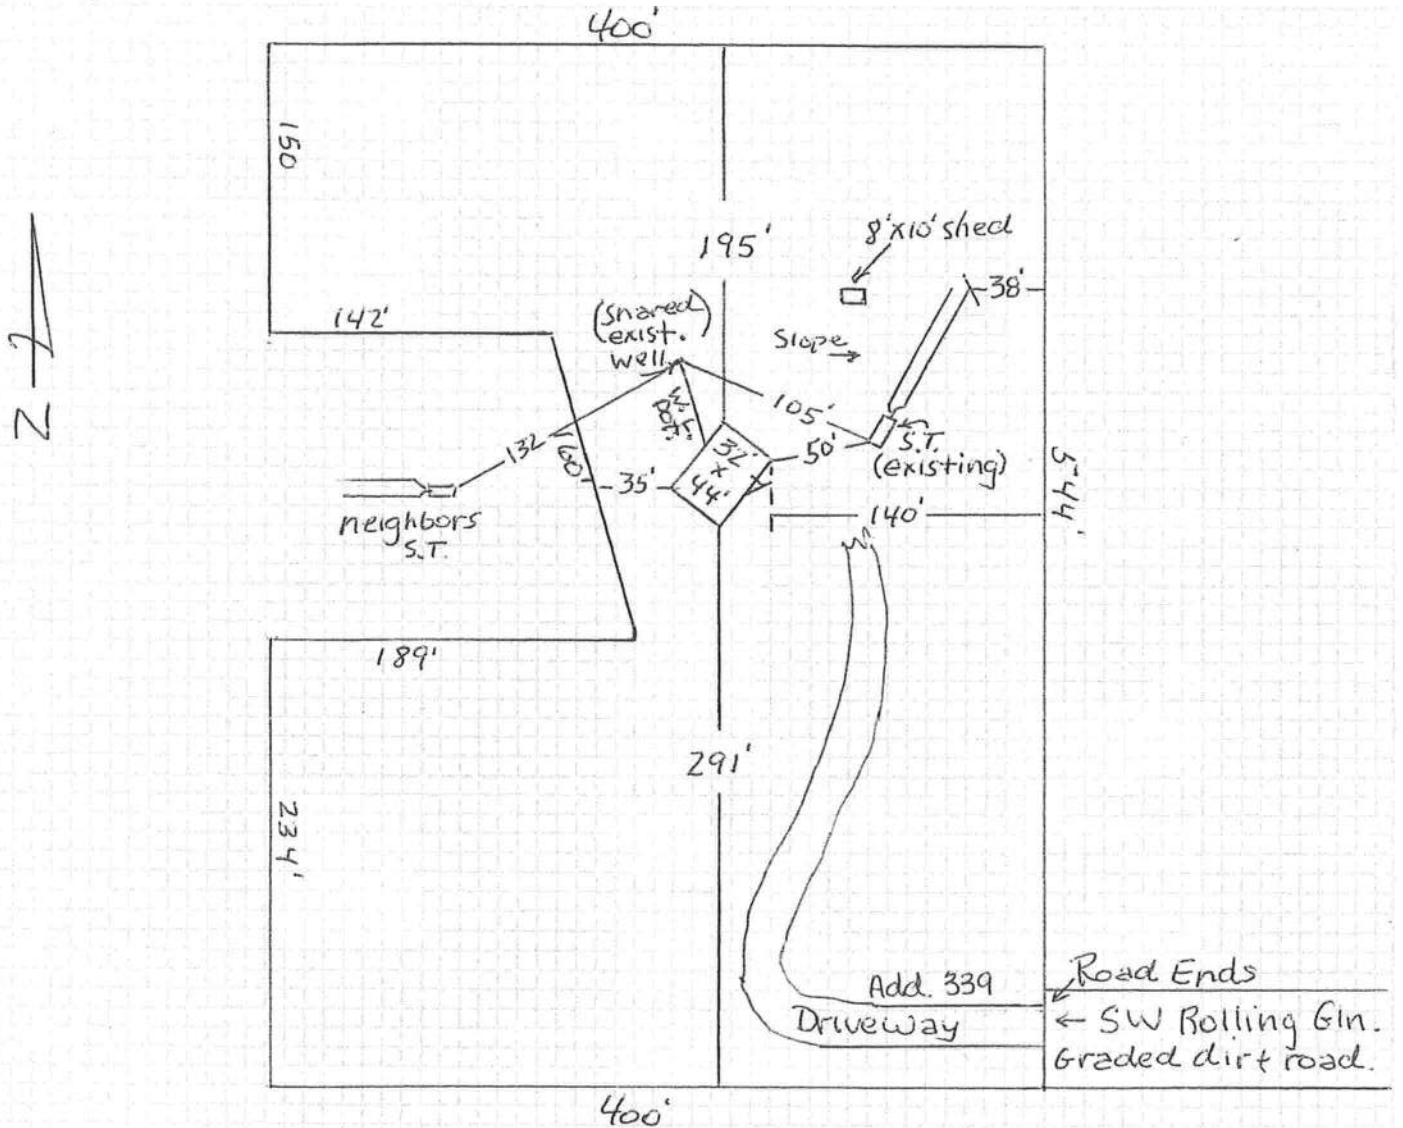 400'
150
195'
8'x10' shed
38'
142'
(shared)
(exist.
well
Slope →
W.L.
105'
132
160'
35'
32'
x
44'
50'
S.T.
(existing)
neighbors
S.T.
140'
544'
189'
291'
234'
Add. 339
Driveway
Road Ends
← SW Rolling Gln.
Graded dirt road.
400'
N